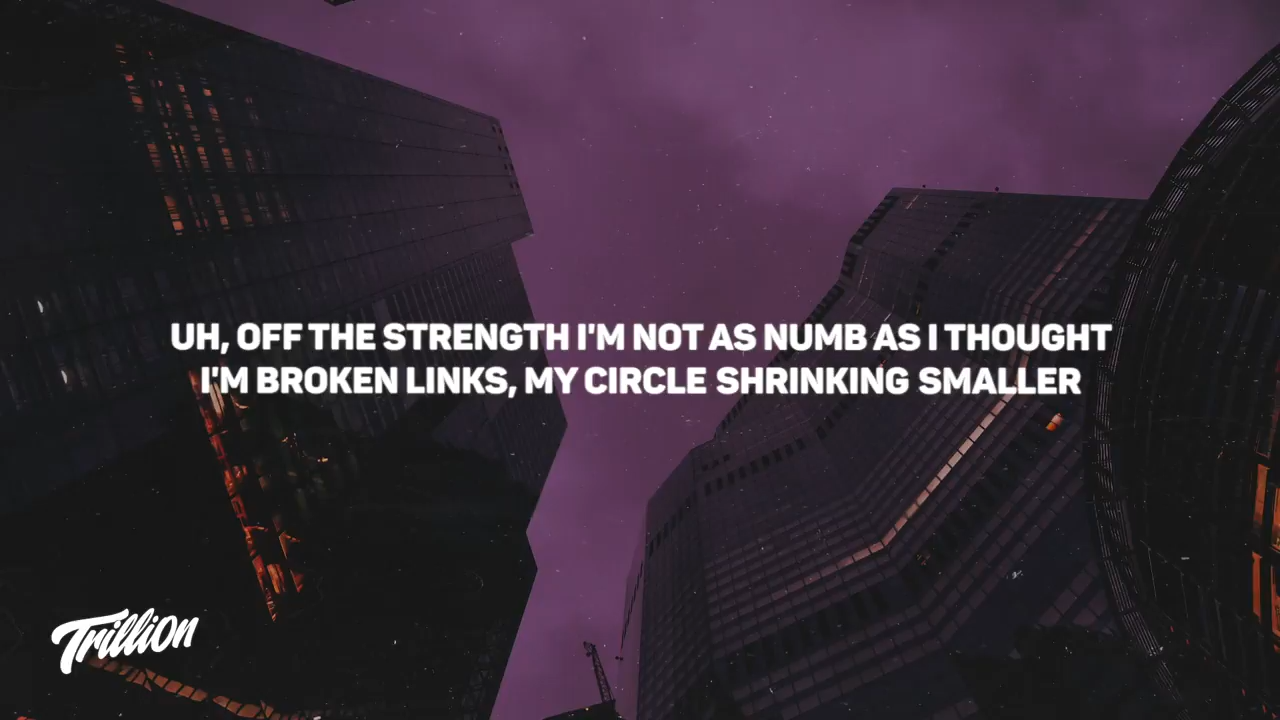 UH, OFF THE STRENGTH I'M NOT AS NUMB AS I THOUGHT
I'M BROKEN LINKS, MY CIRCLE SHRINKING SMALLER
Trillion